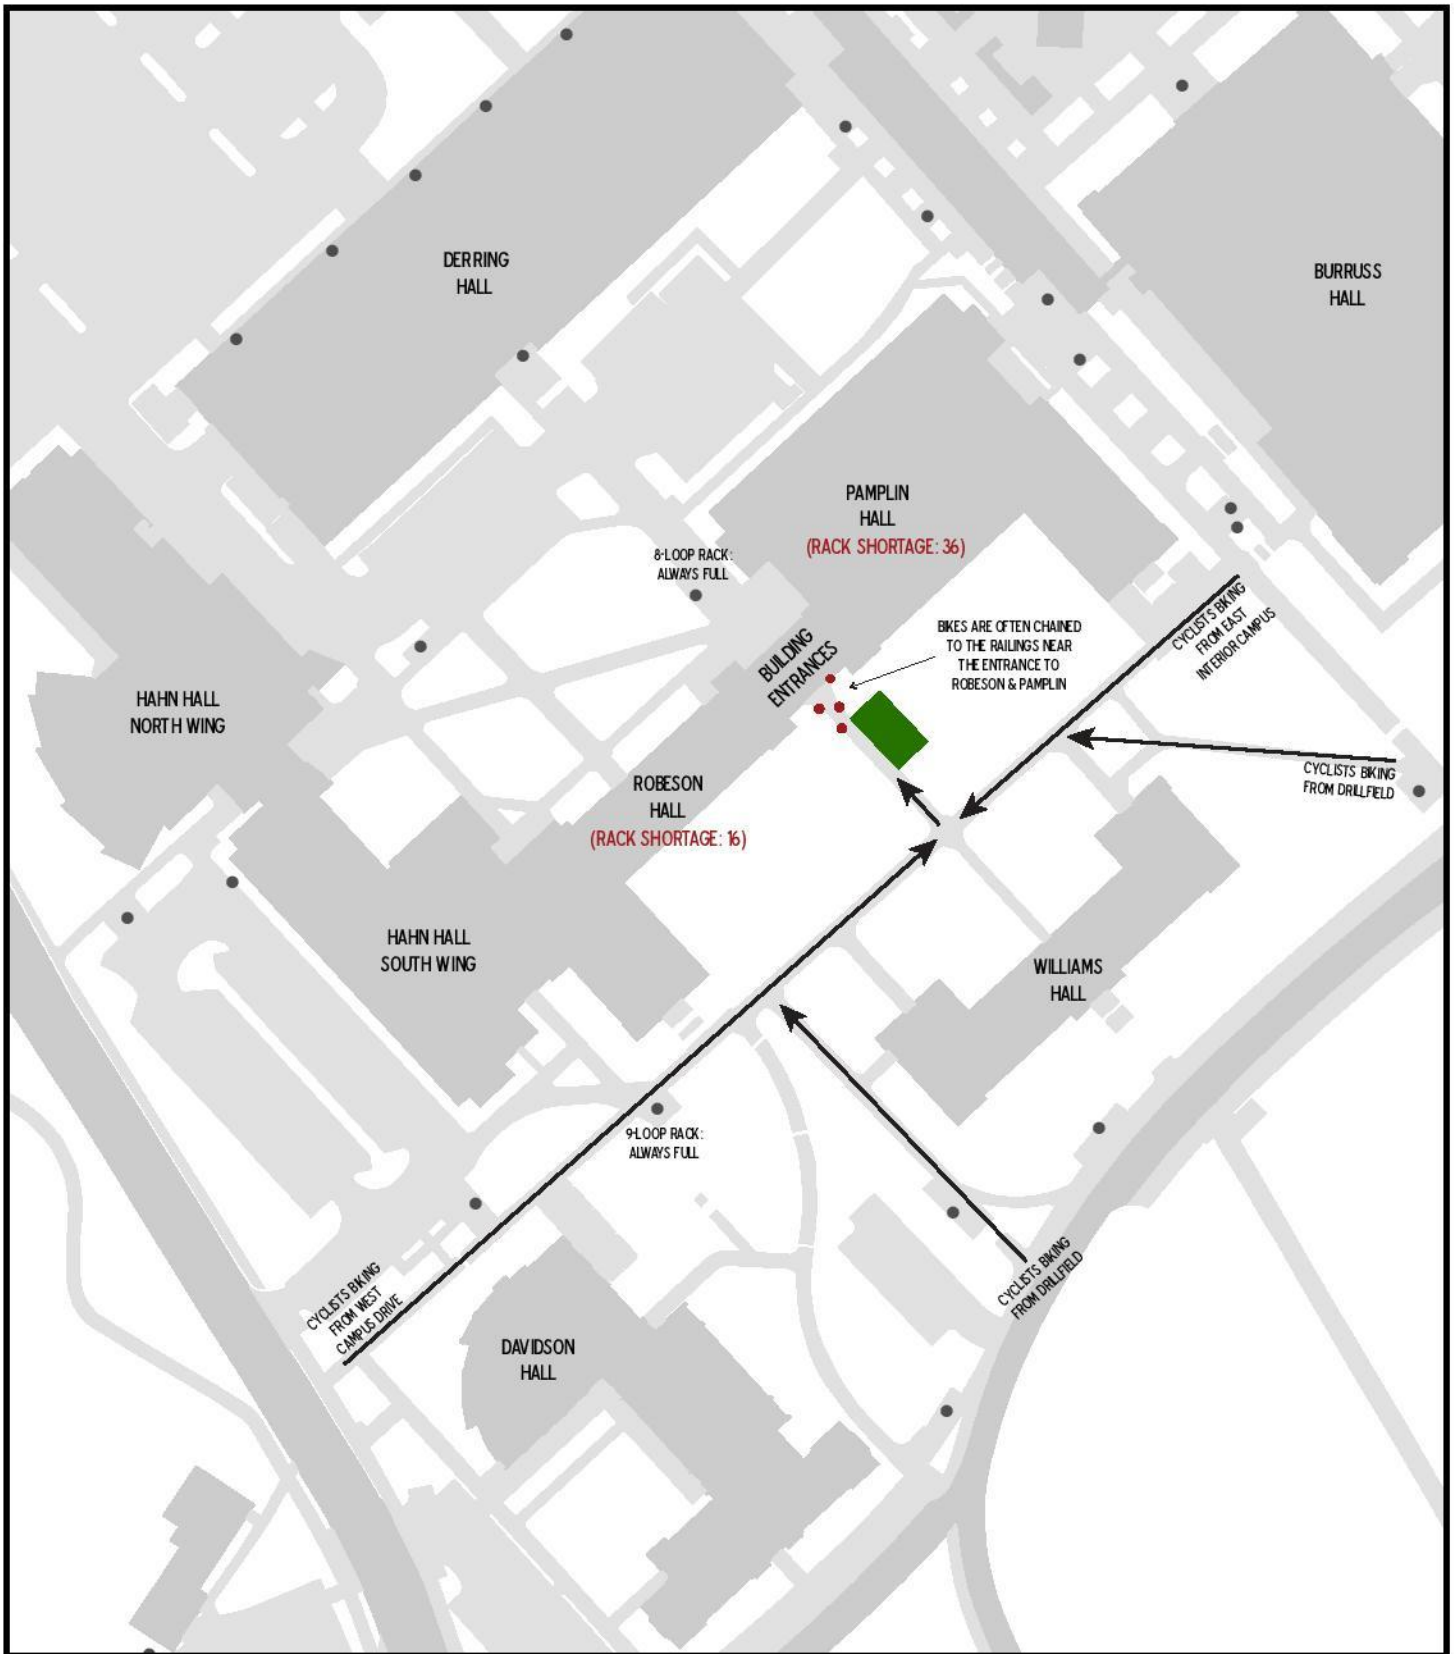 DERRING
HALL
BURRUSS
HALL
PAMPLIN
HALL
(RACK SHORTAGE: 36)
8-LOOP RACK:
ALWAYS FULL
CYCLISTS BIKING
FROM EAST
INTERIOR CAMPUS
BIKES ARE OFTEN CHAINED
TO THE RAILINGS NEAR
THE ENTRANCE TO
ROBESON & PAMPLIN
BUILDING
ENTRANCES
HAHN HALL
NORTH WING
ROBESON
HALL
(RACK SHORTAGE: 16)
CYCLISTS BIKING
FROM DRILLFIELD
HAHN HALL
SOUTH WING
WILLIAMS
HALL
9-LOOP RACK:
ALWAYS FULL
CYCLISTS BIKING
FROM WEST
CAMPUS DRIVE
CYCLISTS BIKING
FROM DRILLFIELD
DAVIDSON
HALL